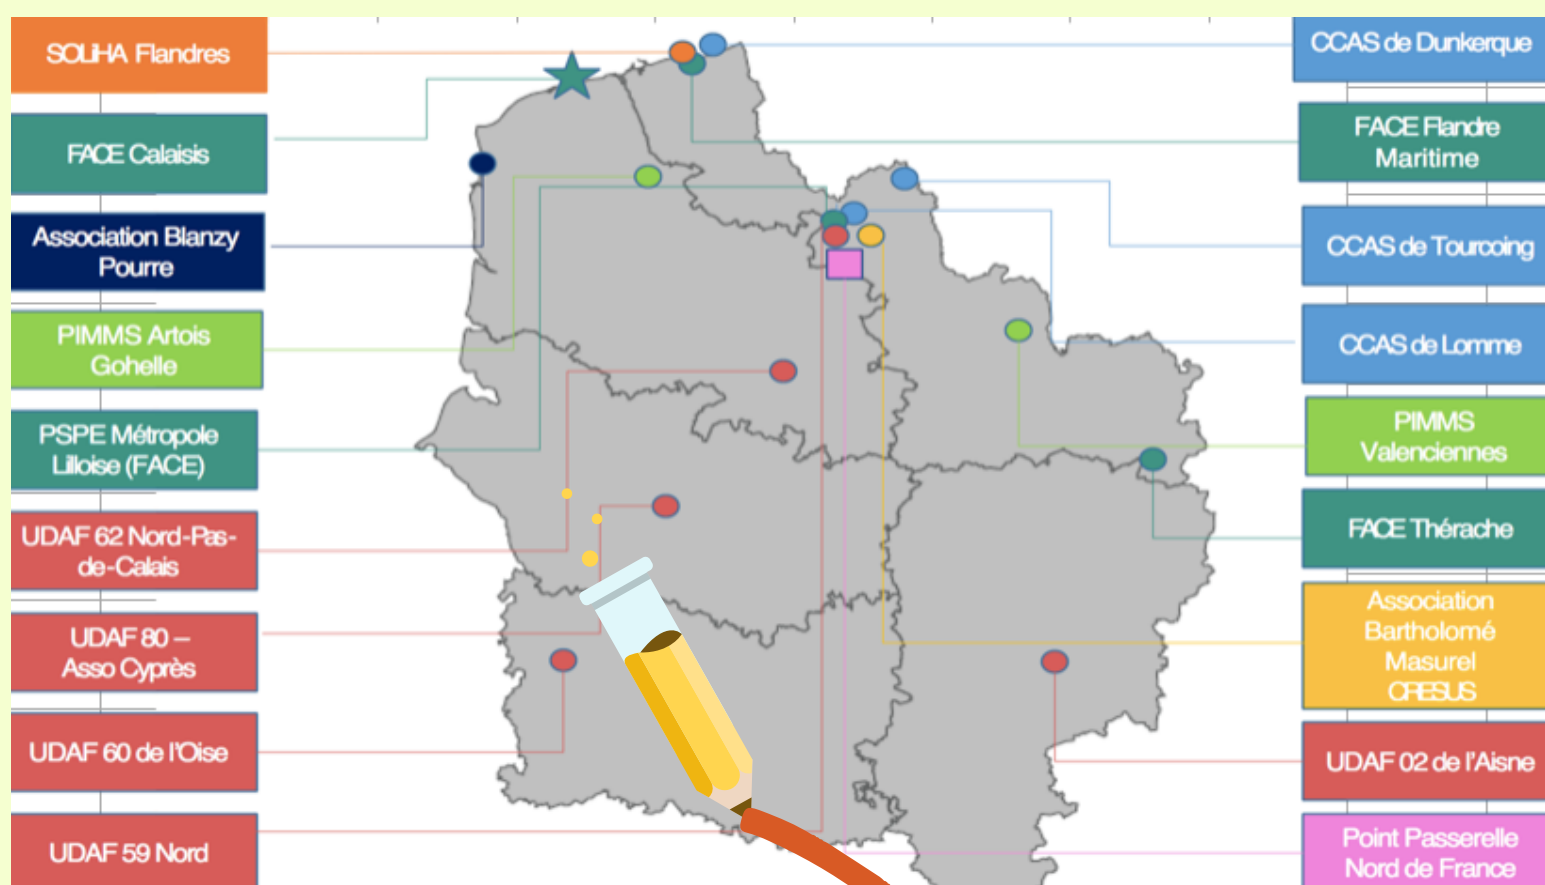 SOLiHA Flandres
FACE Calaisis
Association Blanzy
Pourre
PIMMS Artois
Gohelle
PSPE Métropole
Lilloise (FACE)
UDAF 62 Nord-Pas-
de-Calais
UDAF 80 –
Asso Cyprès
UDAF 60 de l'Oise
UDAF 59 Nord
CCAS de Dunkerque
FACE Flandre
Maritime
CCAS de Tourcoing
CCAS de Lomme
PIMMS
Valenciennes
FACE Thérache
Association
Bartholomé
Masurel
CRESUS
UDAF 02 de l'Aisne
Point Passerelle
Nord de France